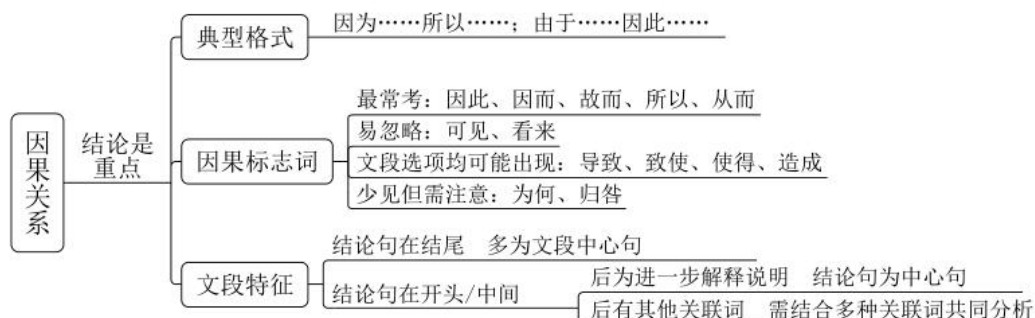 因果关系
结论是
重点
典型格式
因为……所以……；由于……因此……
因果标志词
最常考：因此、因而、故而、所以、从而
易忽略：可见、看来
文段选项均可能出现：导致、致使、使得、造成
少见但需注意：为何、归咎
文段特征
结论句在结�　多为文段中心句
结论句在开头/中间
后为进一步解释说明　结论句为中心句
后有其他关联词　需结合多种关联词共同分析